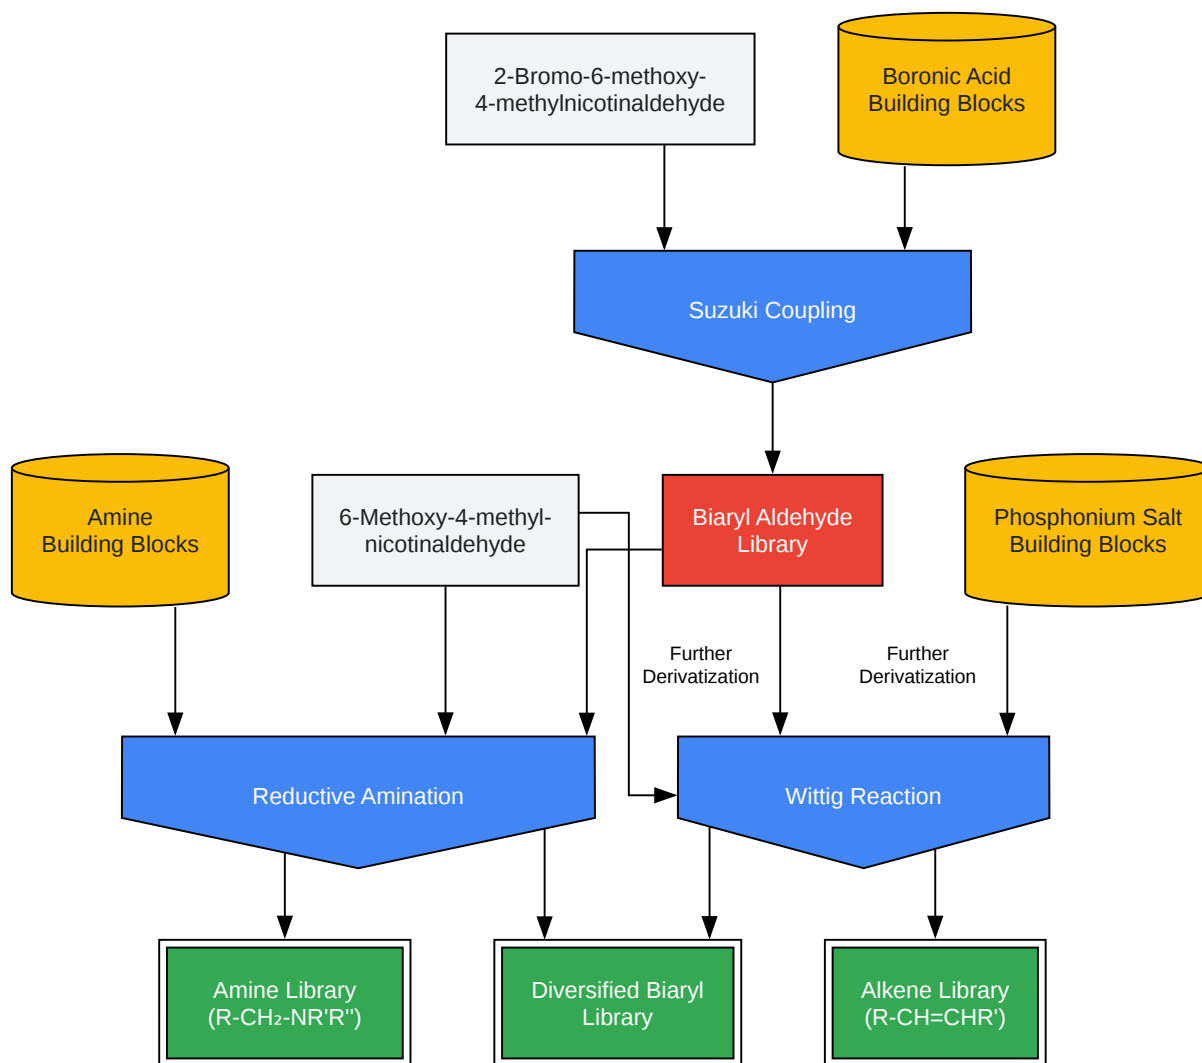 2-Bromo-6-methoxy-
4-methylnicotinaldehyde
Boronic Acid
Building Blocks
Suzuki Coupling
Amine
Building Blocks
6-Methoxy-4-methyl-
nicotinaldehyde
Biaryl Aldehyde
Library
Phosphonium Salt
Building Blocks
Further
Derivatization
Further
Derivatization
Reductive Amination
Wittig Reaction
Amine Library
(R-CH₂-NR'R'')
Diversified Biaryl
Library
Alkene Library
(R-CH=CHR')